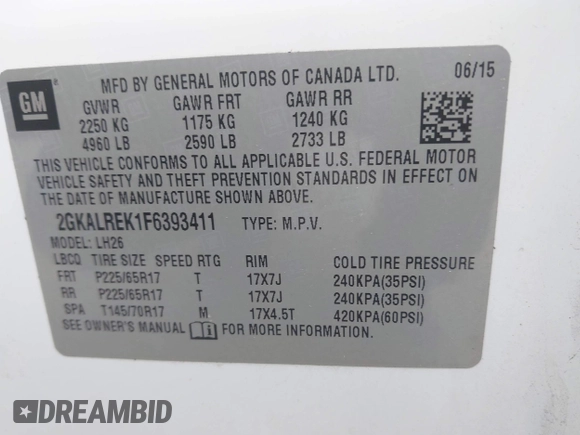 GM
MFD BY GENERAL MOTORS OF CANADA LTD. 06/15
GVWR GAWR FRT GAWR RR
2250 KG 1175 KG 1240 KG
4960 LB 2590 LB 2733 LB
THIS VEHICLE CONFORMS TO ALL APPLICABLE U.S. FEDERAL MOTOR
VEHICLE SAFETY AND THEFT PREVENTION STANDARDS IN EFFECT ON THE
DATE OF MANUFACTURE SHOWN ABOVE.
2GKALREK1F6393411 TYPE: M.P.V.
MODEL: LH26
LBCQ TIRE SIZE SPEED RTG RIM COLD TIRE PRESSURE
FRT P225/65R17 T 17X7J 240KPA(35PSI)
RR P225/65R17 T 17X7J 240KPA(35PSI)
SPA T145/70R17 M 17X4.5T 420KPA(60PSI)
SEE OWNER'S MANUAL i FOR MORE INFORMATION.
DREAMBID